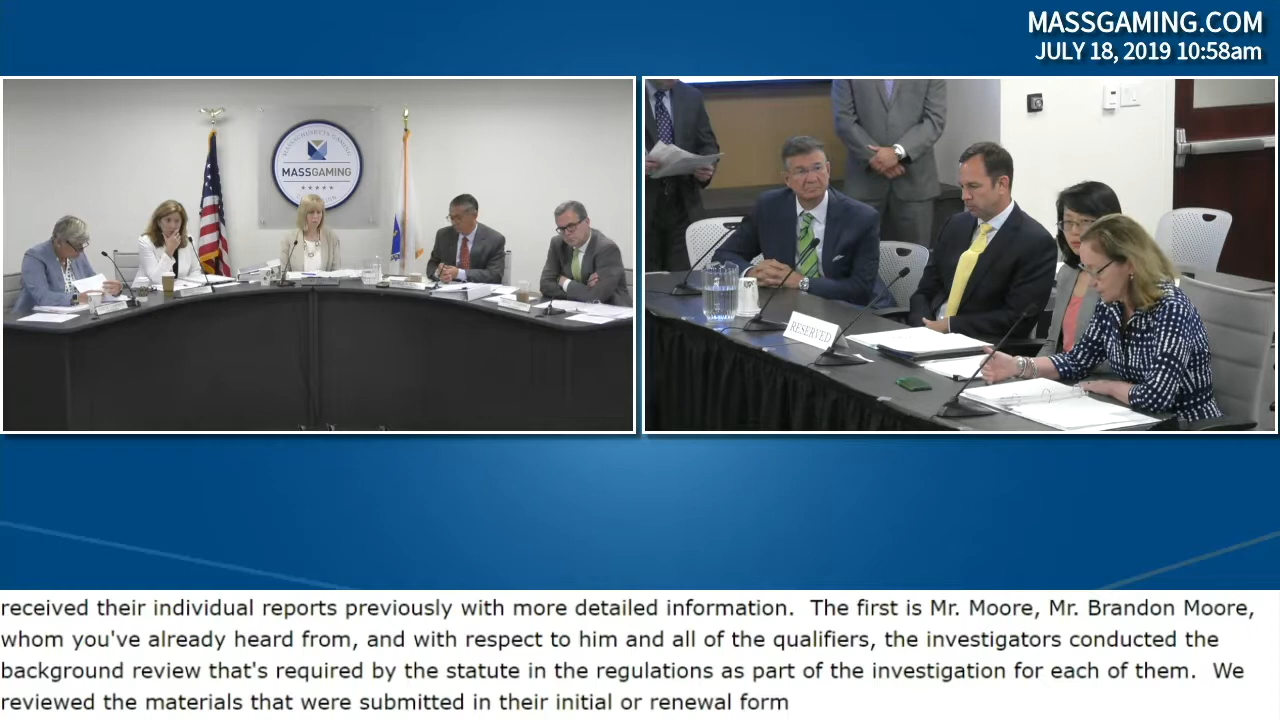 MASSGAMING.COM
JULY 18, 2019 10:58am
MASSACHUSETTS GAMING
MASSGAMING
RESERVED
received their individual reports previously with more detailed information.  The first is Mr. Moore, Mr. Brandon Moore,
whom you've already heard from, and with respect to him and all of the qualifiers, the investigators conducted the
background review that's required by the statute in the regulations as part of the investigation for each of them.  We
reviewed the materials that were submitted in their initial or renewal form